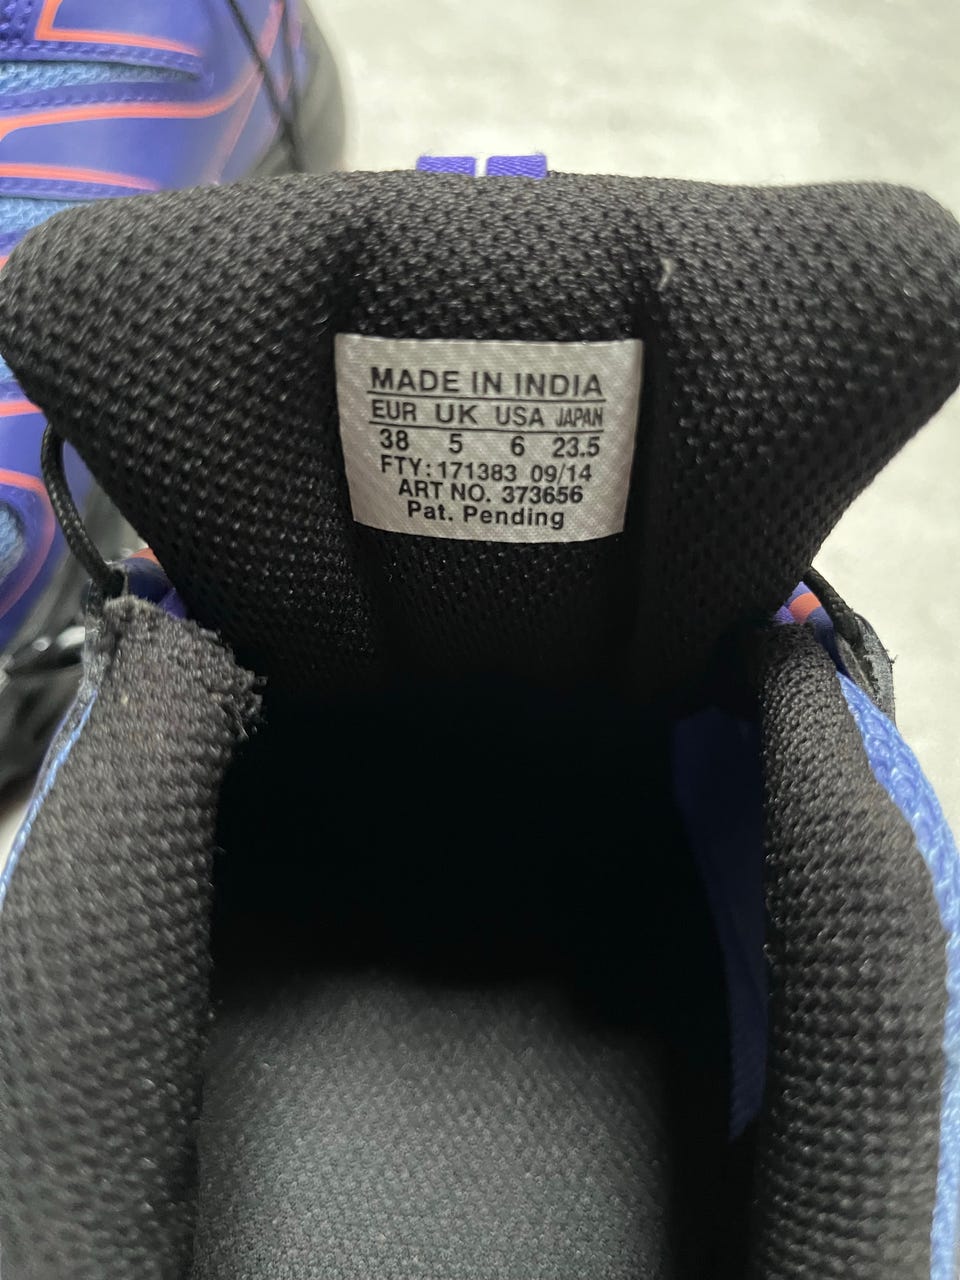 MADE IN INDIA
EUR UK USA JAPAN
38 5 6 23.5
FTY: 171383 09/14
ART NO. 373656
Pat. Pending